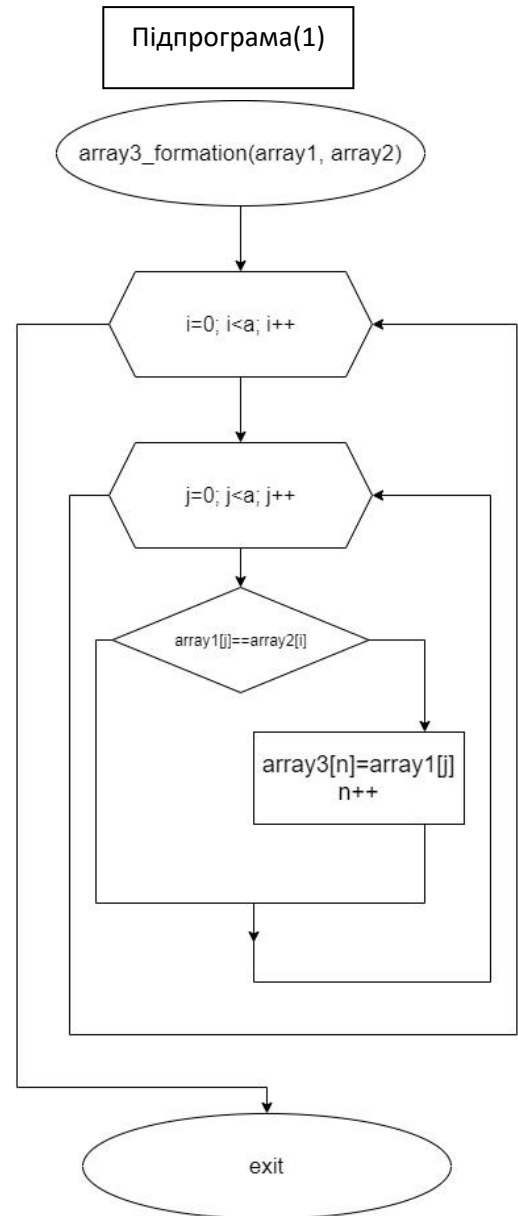 Підпрограма(1)
array3_formation(array1, array2)
i=0; i<a; i++
j=0; j<a; j++
array1[j]==array2[i]
array3[n]=array1[j]
n++
exit